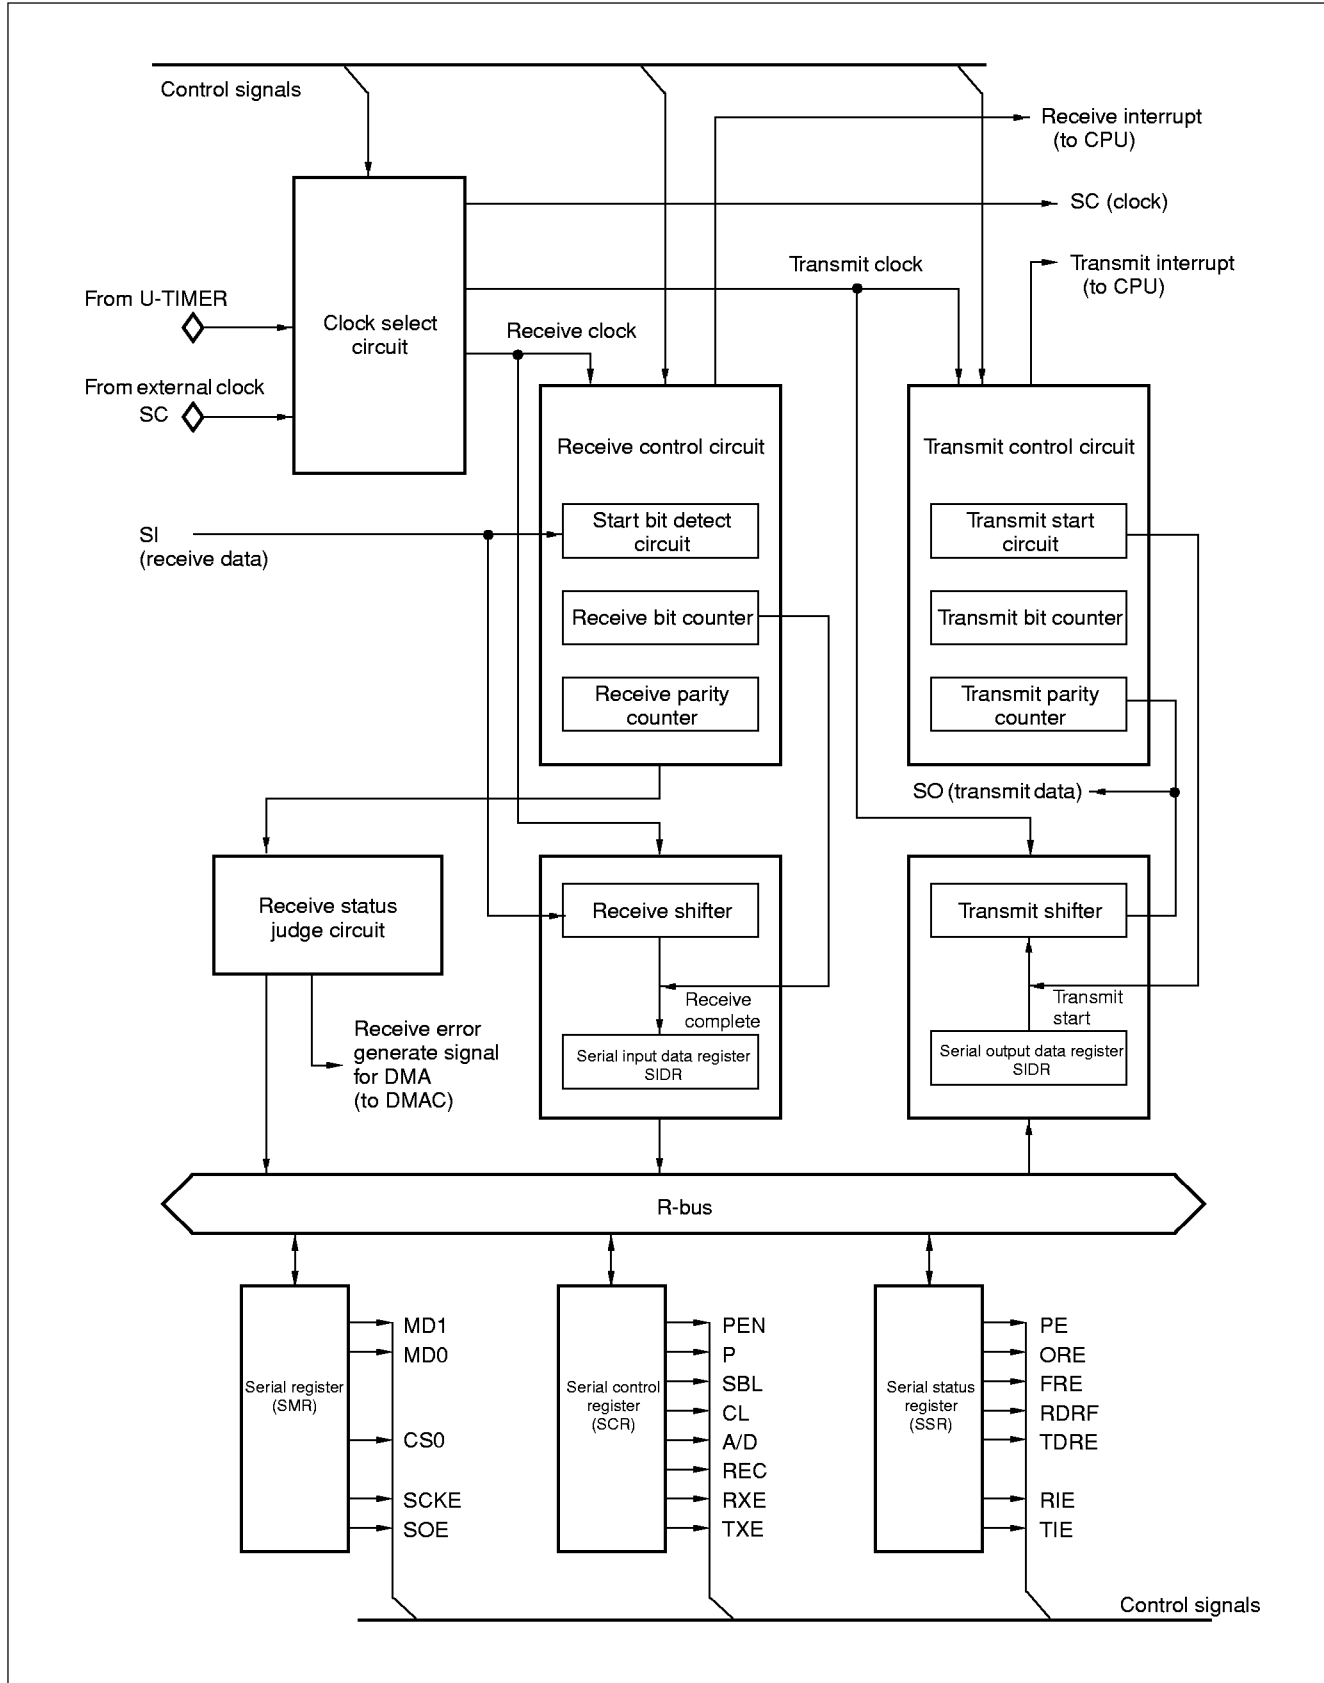 Control signals
Receive interrupt
(to CPU)
SC (clock)
Transmit clock
Transmit interrupt
(to CPU)
From U-TIMER
Clock select
circuit
Receive clock
From external clock
SC
Receive control circuit
Transmit control circuit
SI
(receive data)
Start bit detect
circuit
Transmit start
circuit
Receive bit counter
Transmit bit counter
Receive parity
counter
Transmit parity
counter
SO (transmit data)
Receive status
judge circuit
Receive shifter
Transmit shifter
Receive
complete
Transmit
start
Receive error
generate signal
for DMA
(to DMAC)
Serial input data register
SIDR
Serial output data register
SIDR
R-bus
Serial register
(SMR)
MD1
MD0
CS0
SCKE
SOE
Serial control
register
(SCR)
PEN
P
SBL
CL
A/D
REC
RXE
TXE
Serial status
register
(SSR)
PE
ORE
FRE
RDRF
TDRE
RIE
TIE
Control signals